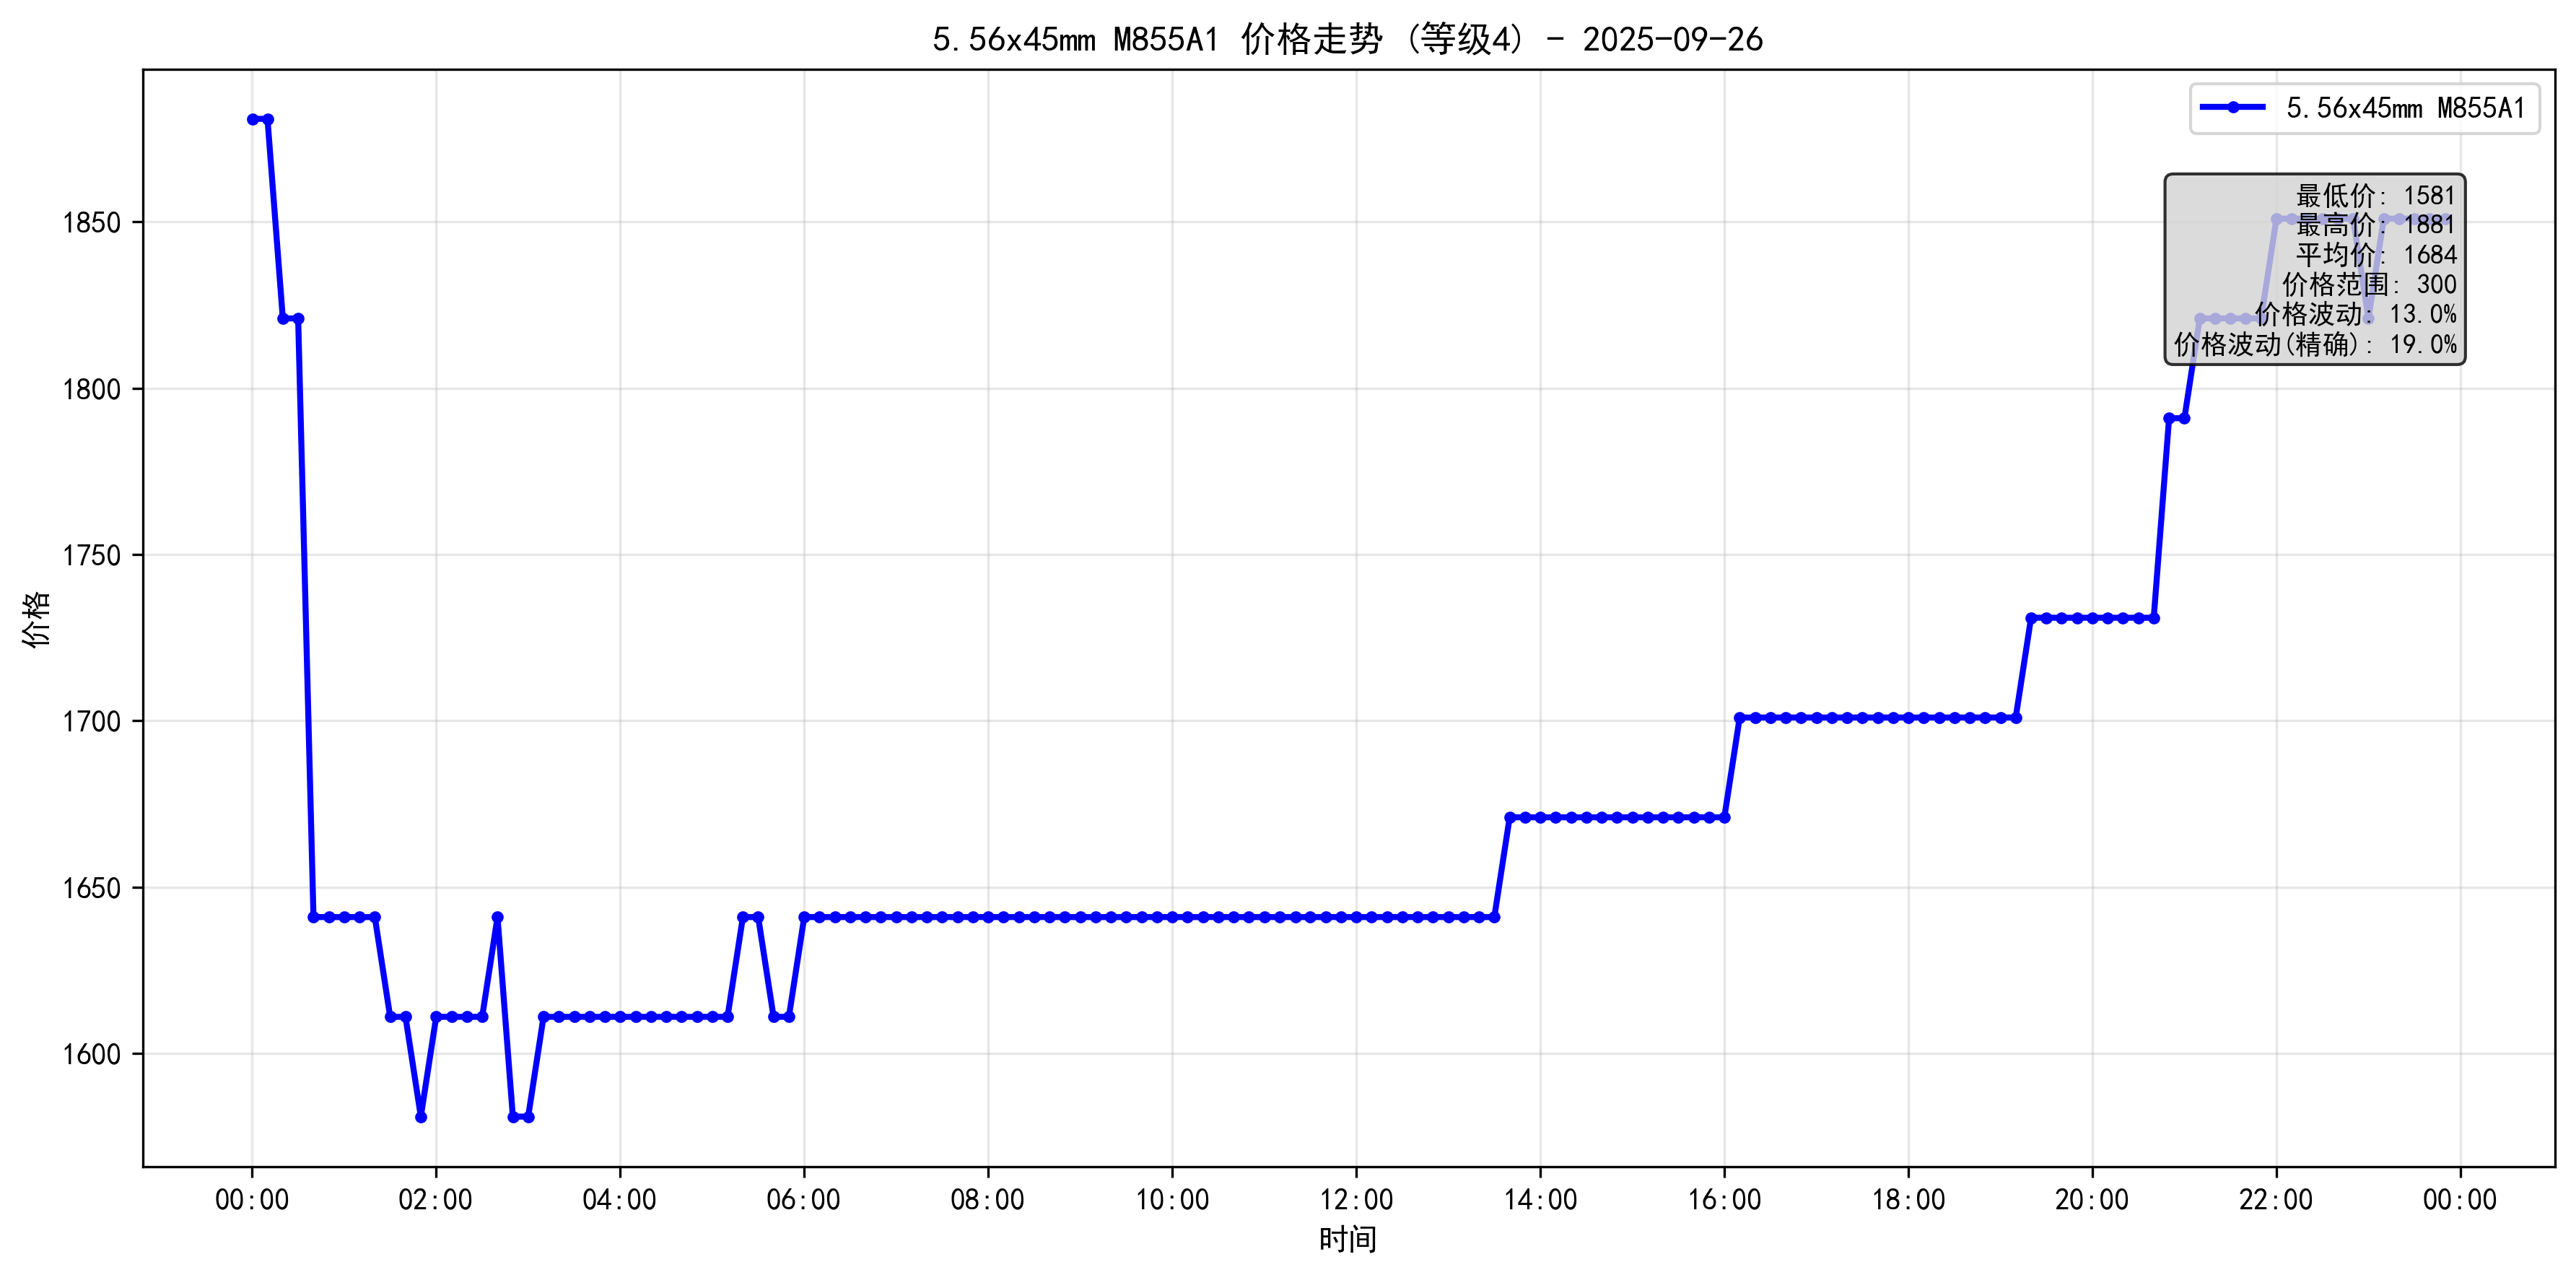 5.56x45mm M855A1 价格走势 (等级4) - 2025-09-26
5.56x45mm M855A1
最低价: 1581
最高价: 1881
平均价: 1684
价格范围: 300
价格波动: 13.0%
价格波动(精确): 19.0%
价格
1850
1800
1750
1700
1650
1600
00:00 02:00 04:00 06:00 08:00 10:00 12:00 14:00 16:00 18:00 20:00 22:00 00:00
时间